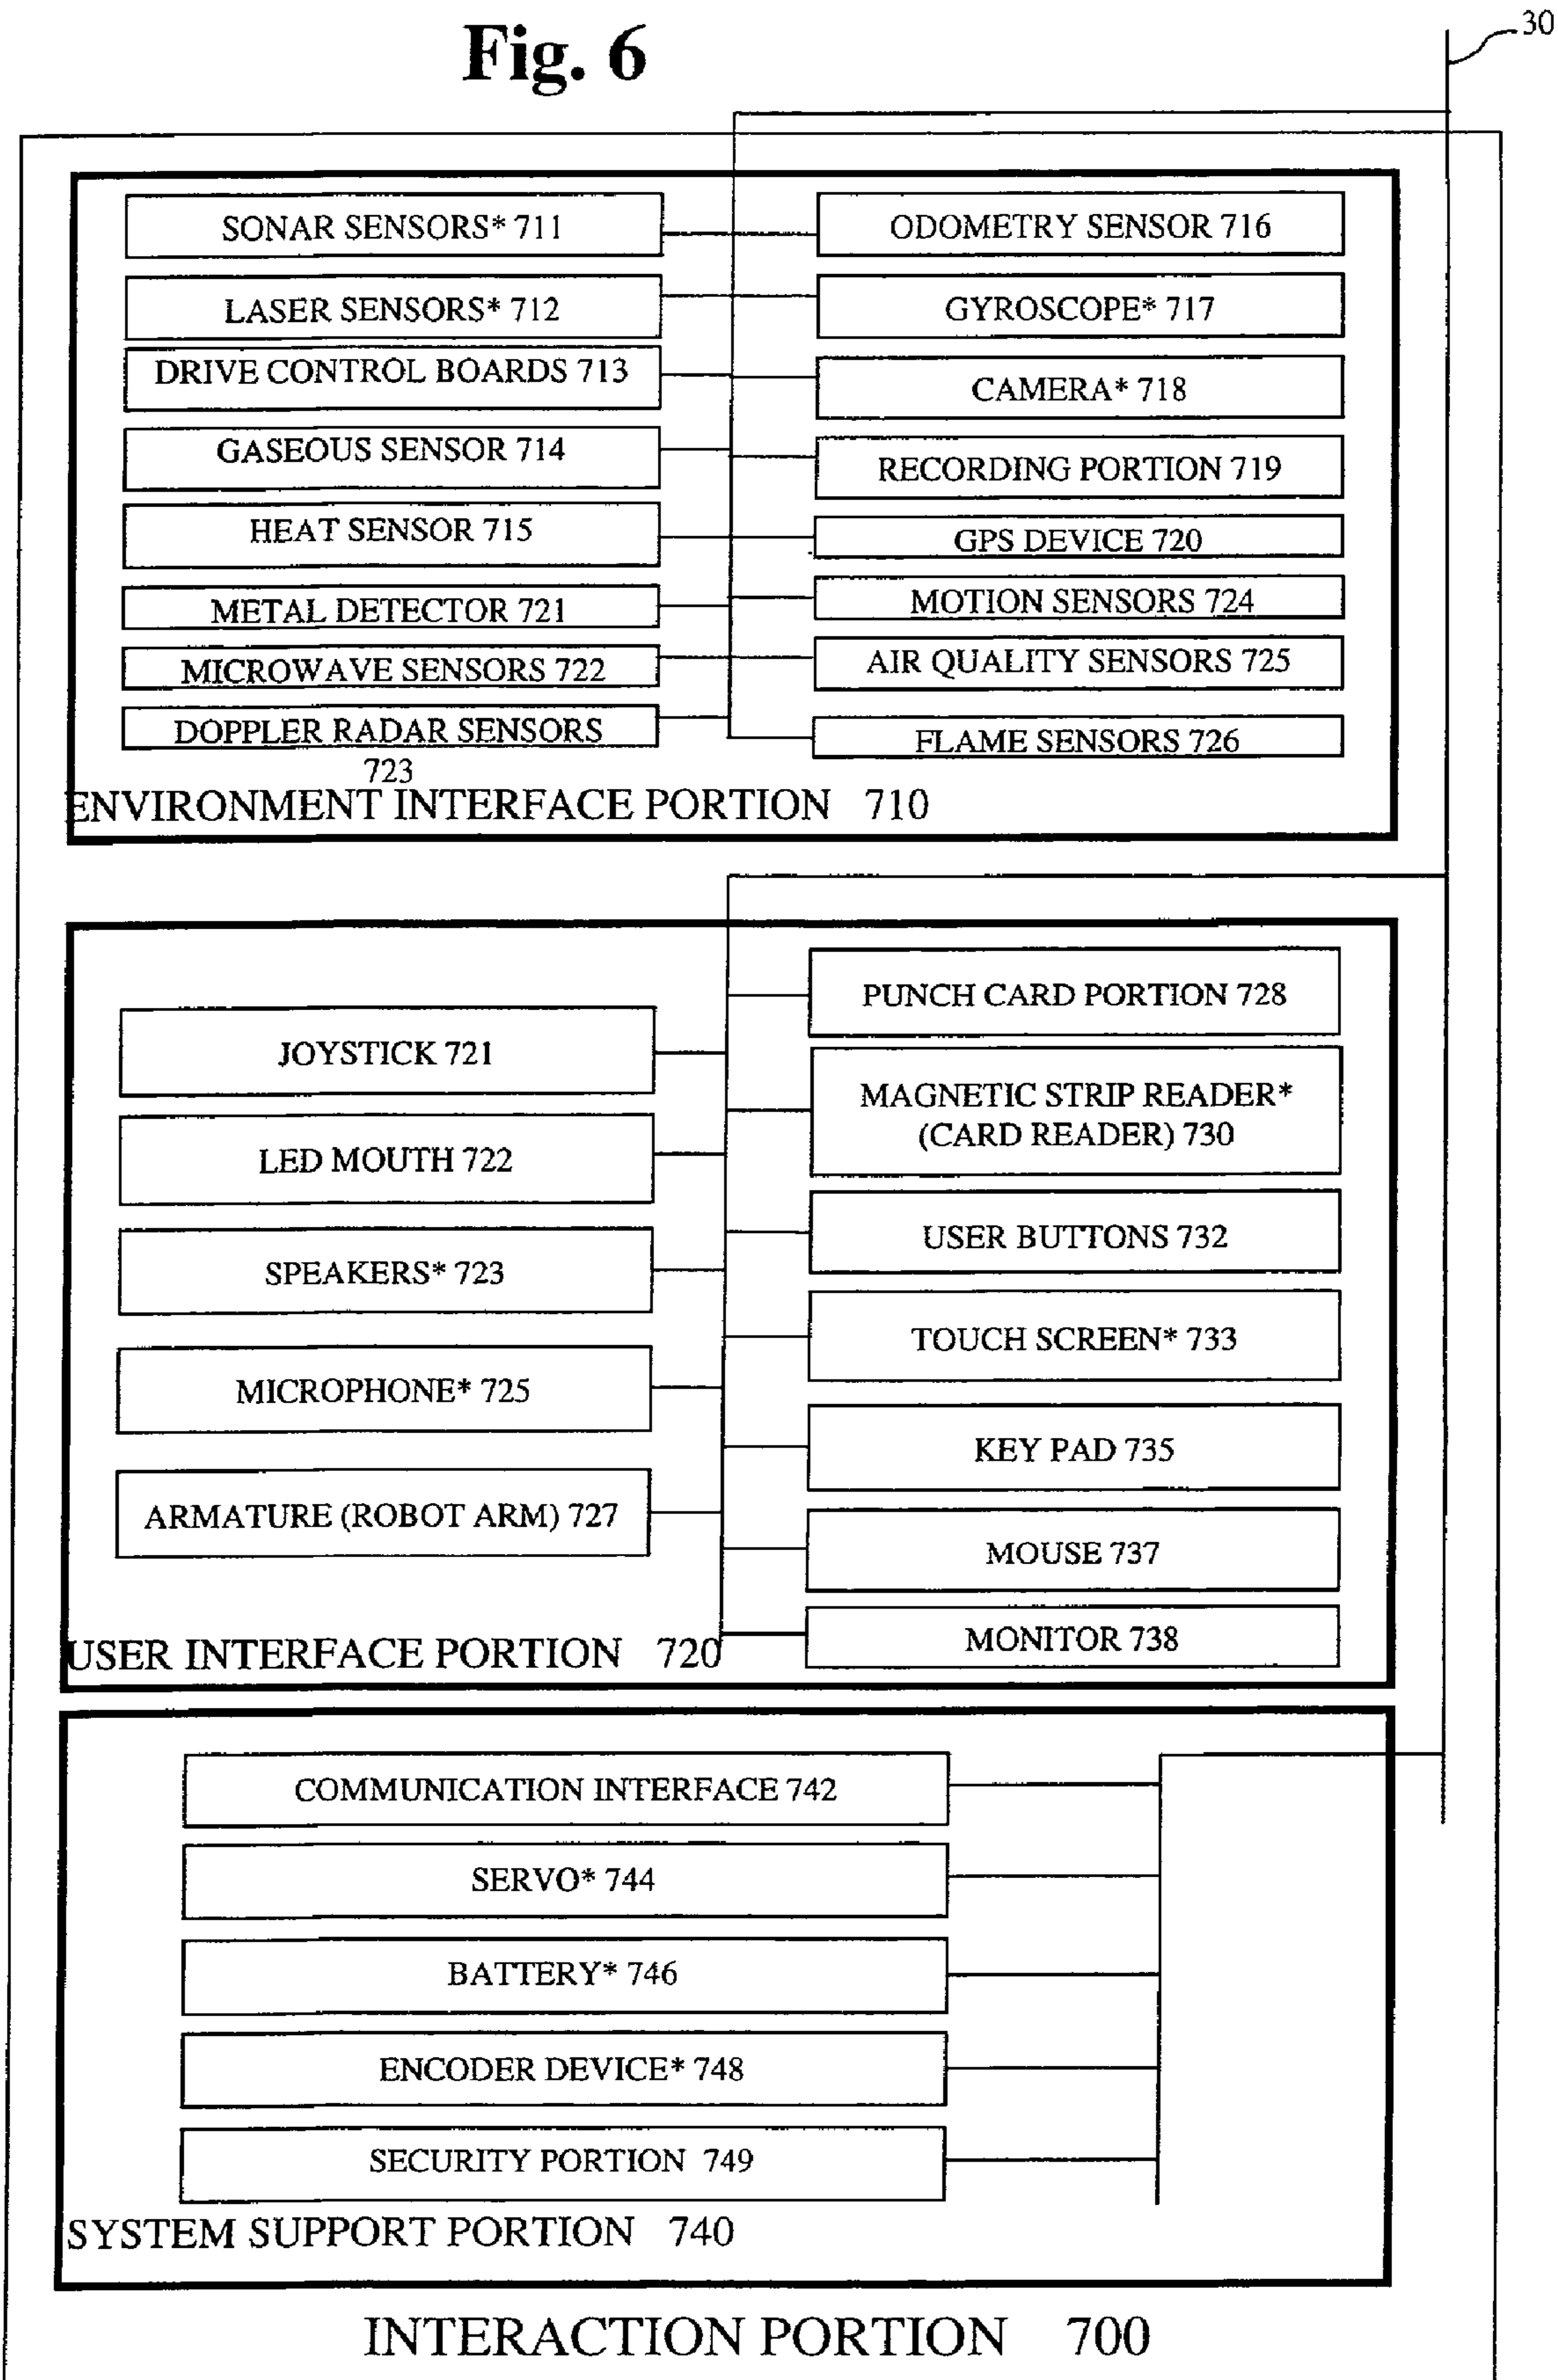 Fig. 6
30
SONAR SENSORS* 711
LASER SENSORS* 712
DRIVE CONTROL BOARDS 713
GASEOUS SENSOR 714
HEAT SENSOR 715
METAL DETECTOR 721
MICROWAVE SENSORS 722
DOPPLER RADAR SENSORS
723
ODOMETRY SENSOR 716
GYROSCOPE* 717
CAMERA* 718
RECORDING PORTION 719
GPS DEVICE 720
MOTION SENSORS 724
AIR QUALITY SENSORS 725
FLAME SENSORS 726
ENVIRONMENT INTERFACE PORTION 710
JOYSTICK 721
LED MOUTH 722
SPEAKERS* 723
MICROPHONE* 725
ARMATURE (ROBOT ARM) 727
PUNCH CARD PORTION 728
MAGNETIC STRIP READER*
(CARD READER) 730
USER BUTTONS 732
TOUCH SCREEN* 733
KEY PAD 735
MOUSE 737
MONITOR 738
USER INTERFACE PORTION 720
COMMUNICATION INTERFACE 742
SERVO* 744
BATTERY* 746
ENCODER DEVICE* 748
SECURITY PORTION 749
SYSTEM SUPPORT PORTION 740
INTERACTION PORTION 700